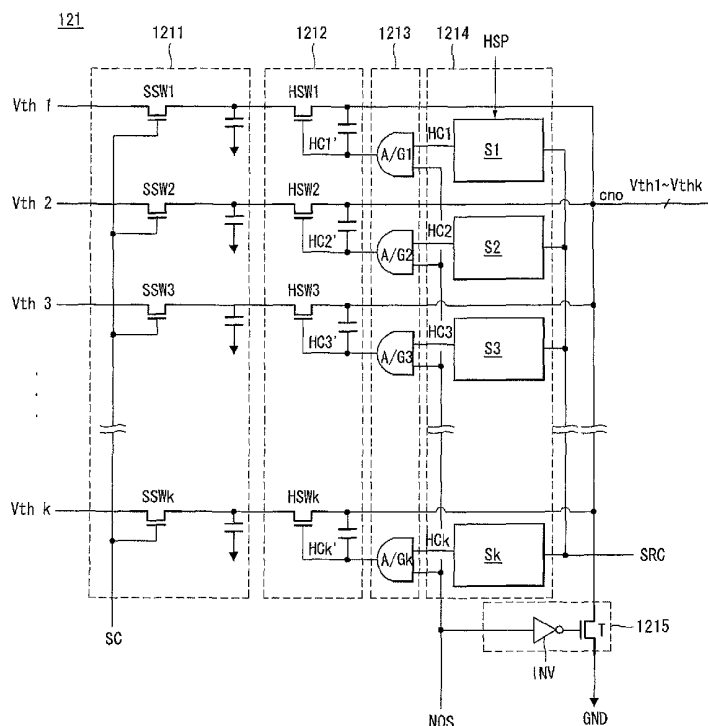 121
1211
1212
1213
1214
HSP
Vth 1
SSW1
HSW1
HC1'
A/G1
HC1
S1
Vth1~Vthk
cno
Vth 2
SSW2
HSW2
HC2'
A/G2
HC2
S2
Vth 3
SSW3
HSW3
HC3'
A/G3
HC3
S3
Vth k
SSWk
HSWk
HCk'
A/Gk
HCk
Sk
SRC
SC
T
1215
INV
NOS
GND